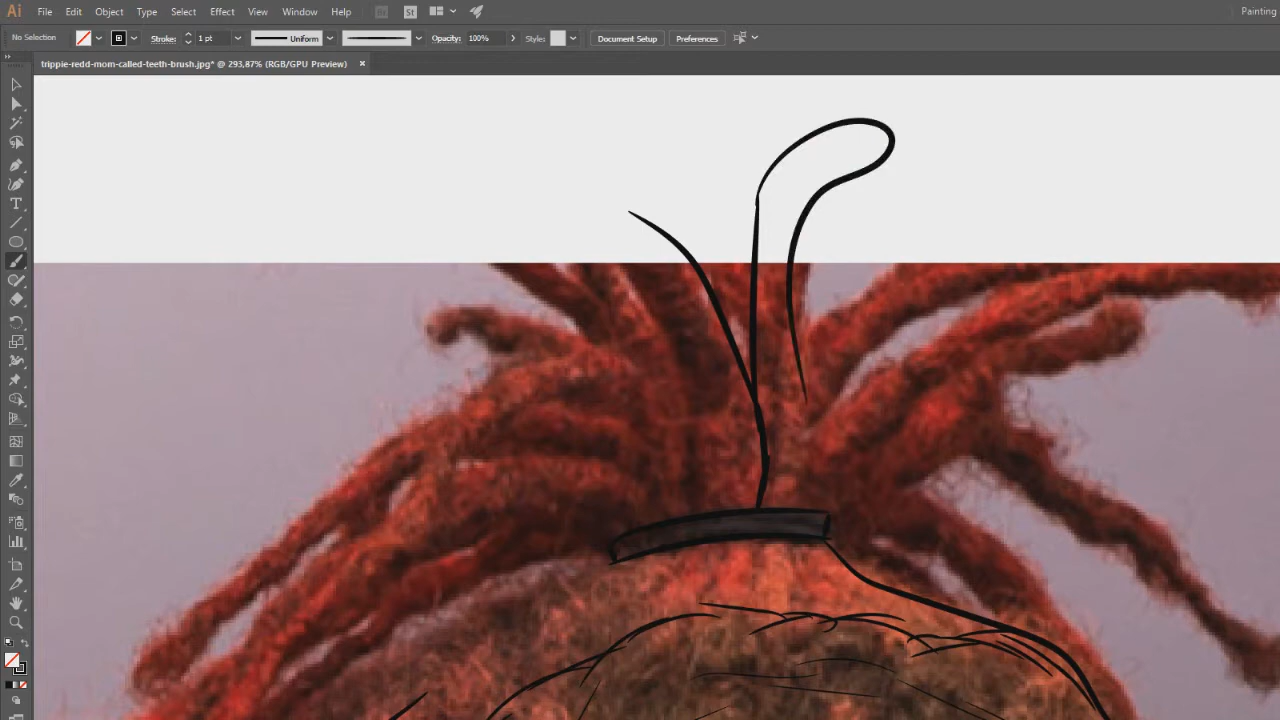 Ai File Edit Object Type Select Effect View Window Help Br St Painting
No Selection Stroke: 1 pt Uniform Opacity: 100% Style: Document Setup Preferences
trippie-redd-mom-called-teeth-brush.jpg* @ 293,87% (RGB/GPU Preview) ×
T